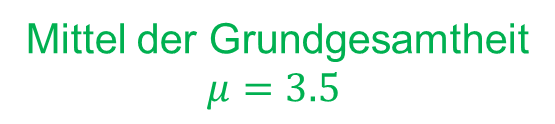 Mittel der Grundgesamtheit
μ = 3.5